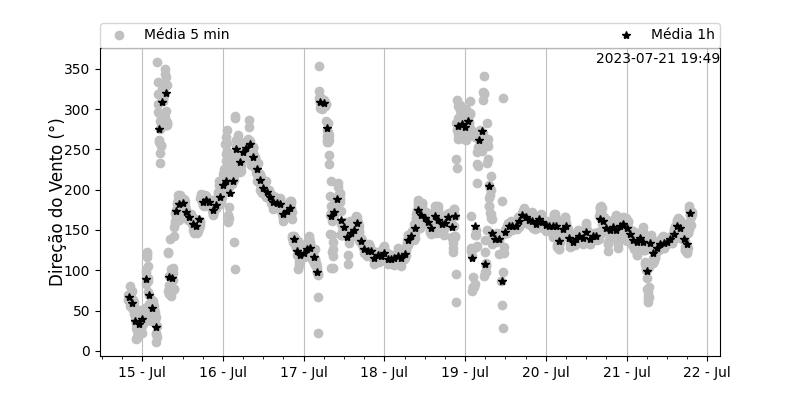 Média 5 min
Média 1h
2023-07-21 19:49
Direção do Vento (°)
350
300
250
200
150
100
50
0
15 - Jul
16 - Jul
17 - Jul
18 - Jul
19 - Jul
20 - Jul
21 - Jul
22 - Jul